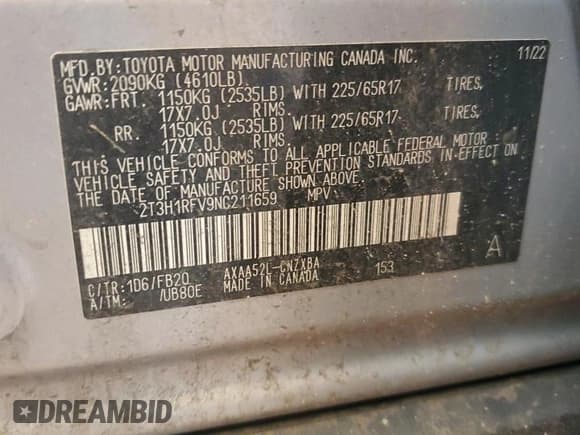 MFD. BY: TOYOTA MOTOR MANUFACTURING CANADA INC. 11/22
GVWR: 2090KG (4610LB)
GAWR: FRT. 1150KG (2535LB) WITH 225/65R17 TIRES,
17X7.0J RIMS.
RR. 1150KG (2535LB) WITH 225/65R17 TIRES,
17X7.0J RIMS.
THIS VEHICLE CONFORMS TO ALL APPLICABLE FEDERAL MOTOR
VEHICLE SAFETY AND THEFT PREVENTION STANDARDS IN EFFECT ON
THE DATE OF MANUFACTURE SHOWN ABOVE.
2T3H1RFV9NC211659 MPV
C/TR: 1D6/FB20 AXAA52L-CNZXBA 153 A
A/TM: /UB80E MADE IN CANADA
DREAMBID